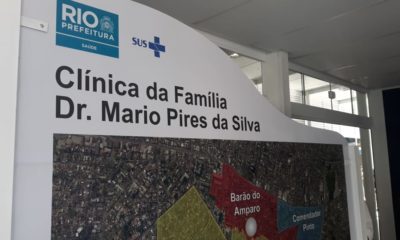 RIO
PREFEITURA
SAÚDE
SUS
Clínica da Família
Dr. Mario Pires da Silva
Barão do
Amparo
Comendador
Pinto